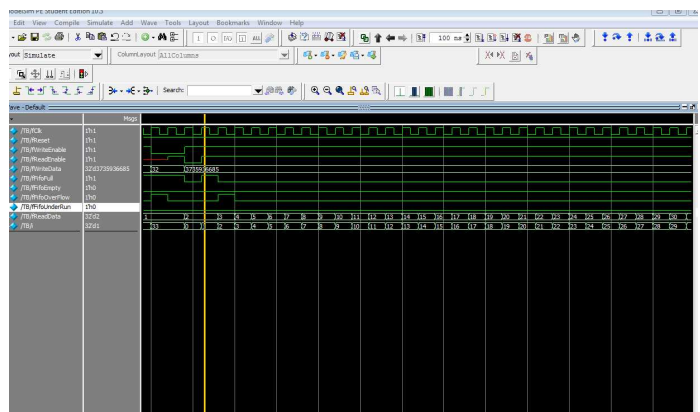 ModelSim PE Student Edition 10.3
Edit View Compile Simulate Add Wave Tools Layout Bookmarks Window Help
100 ns
Layout Simulate ColumnLayout AllColumns
Search:
Wave - Default
Msgs
/TB/fClk 1'h1
/TB/fReset 1'h1
/TB/fWriteEnable 1'h1
/TB/fReadEnable 1'h1
/TB/fWriteData 32'd3735936685 32 3735936685
/TB/fFifoFull 1'h1
/TB/fFifoEmpty 1'h0
/TB/fFifoOverFlow 1'h0
/TB/fFifoUnderRun 1'h0
/TB/fReadData 32'd2 1 2 3 4 5 6 7 8 9 10 11 12 13 14 15 16 17 18 19 20 21 22 23 24 25 26 27 28 29 30
/TB/i 32'd1 33 0 2 3 4 5 6 7 8 9 10 11 12 13 14 15 16 17 18 19 20 21 22 23 24 25 26 27 28 29